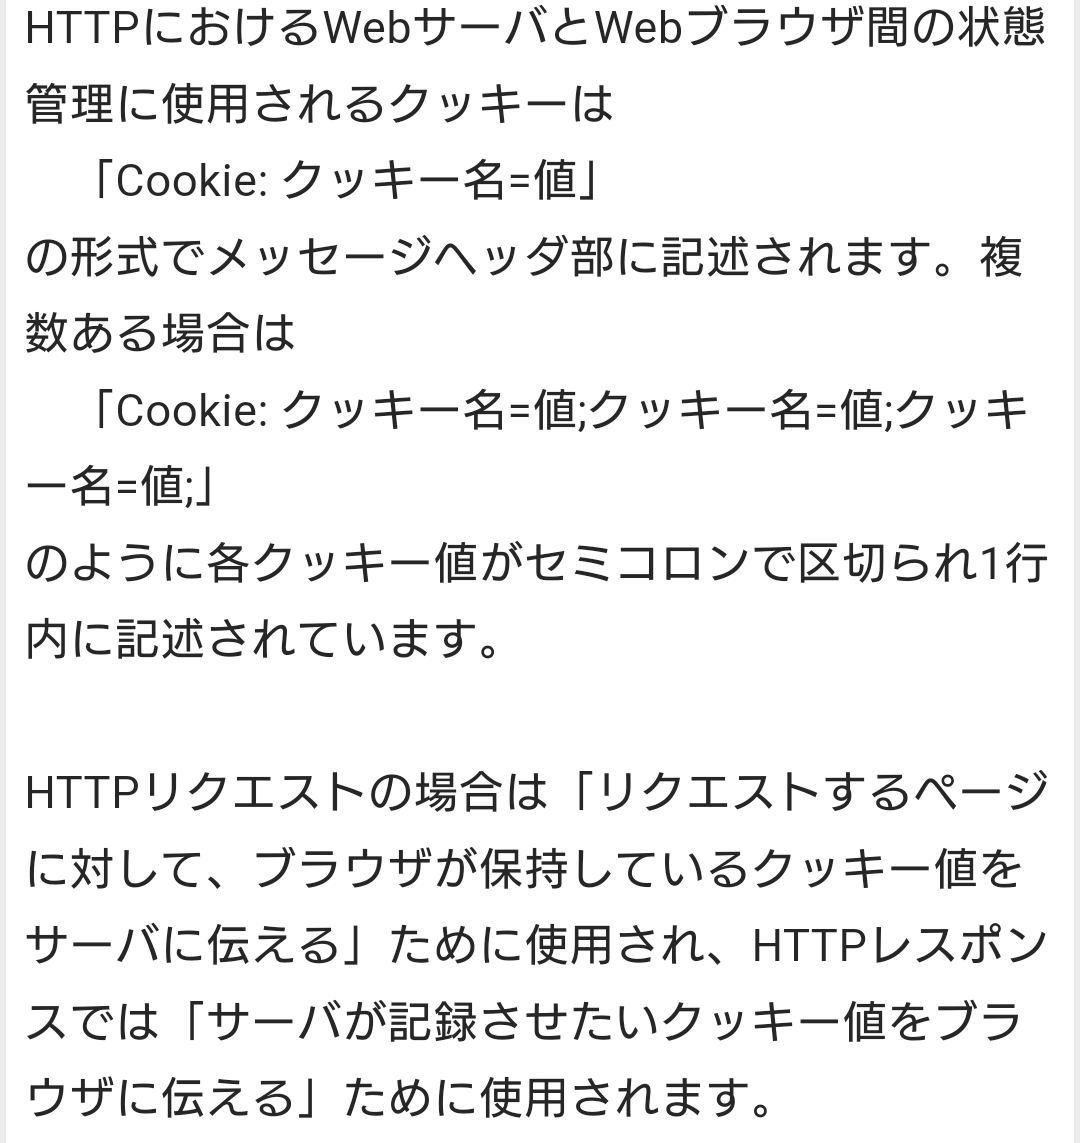 HTTPにおけるWebサーバとWebブラウザ間の状態
管理に使用されるクッキーは
「Cookie: クッキー名=値」
の形式でメッセージヘッダ部に記述されます。複
数ある場合は
「Cookie: クッキー名=値;クッキー名=値;クッキ
ー名=値;」
のように各クッキー値がセミコロンで区切られ1行
内に記述されています。
HTTPリクエストの場合は「リクエストするページ
に対して、ブラウザが保持しているクッキー値を
サーバに伝える」ために使用され、HTTPレスポン
スでは「サーバが記録させたいクッキー値をブラ
ウザに伝える」ために使用されます。